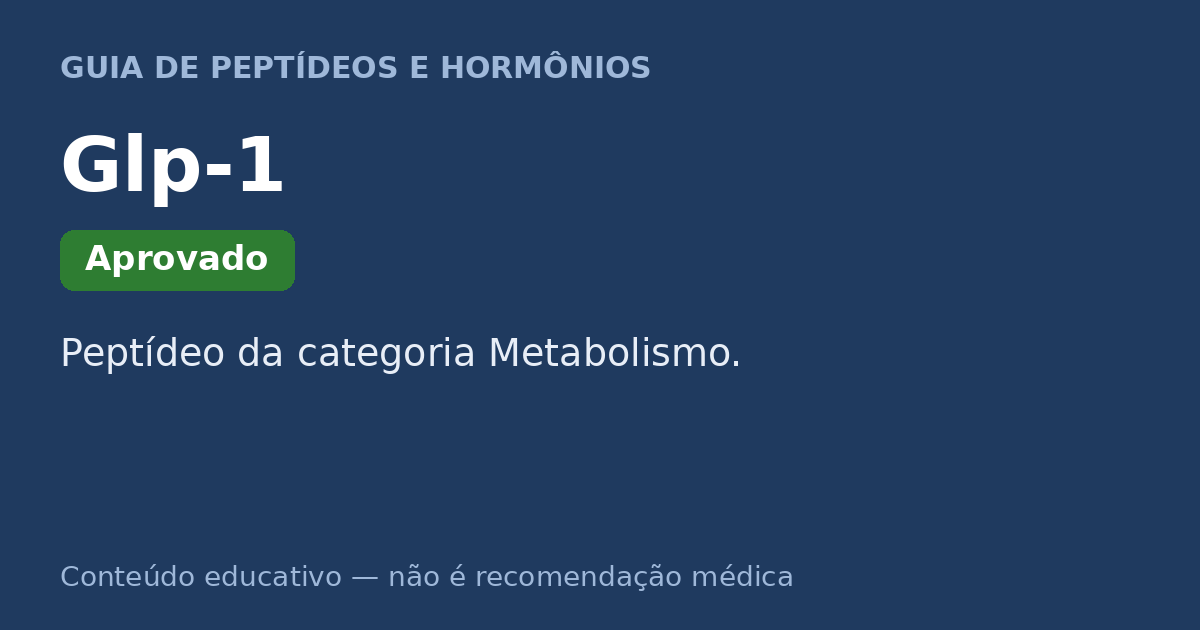 GUIA DE PEPTÍDEOS E HORMÔNIOS
Glp-1
Aprovado
Peptídeo da categoria Metabolismo.
Conteúdo educativo — não é recomendação médica